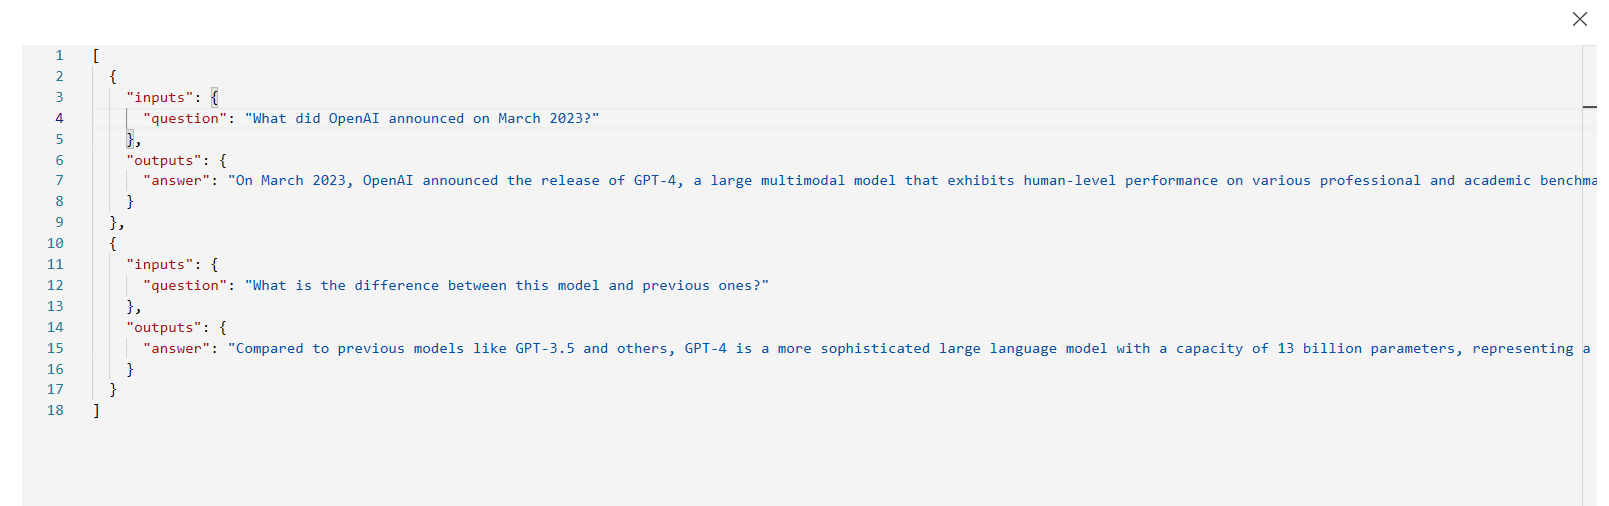 1 [
2 {
3 "inputs": {
4 "question": "What did OpenAI announced on March 2023?"
5 },
6 "outputs": {
7 "answer": "On March 2023, OpenAI announced the release of GPT-4, a large multimodal model that exhibits human-level performance on various professional and academic benchma
8 }
9 },
10 {
11 "inputs": {
12 "question": "What is the difference between this model and previous ones?"
13 },
14 "outputs": {
15 "answer": "Compared to previous models like GPT-3.5 and others, GPT-4 is a more sophisticated large language model with a capacity of 13 billion parameters, representing a
16 }
17 }
18 ]